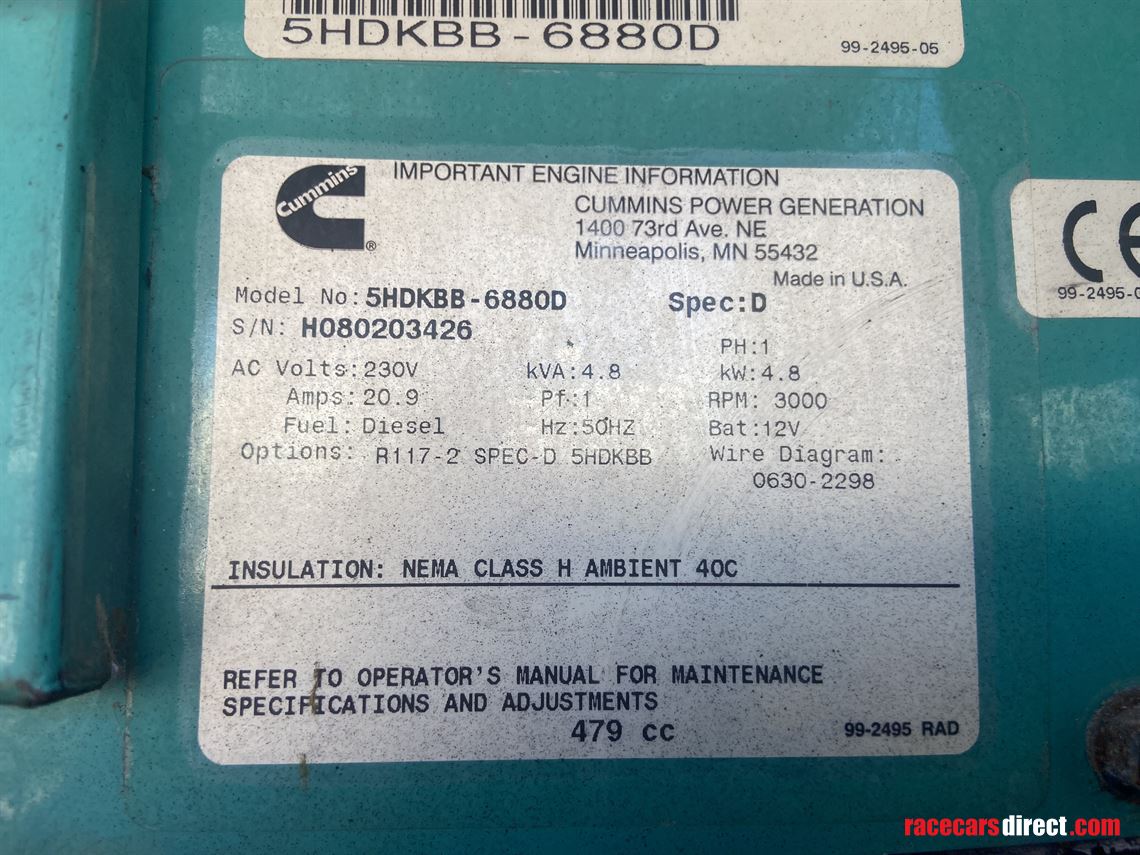 5HDKBB-6880D
99-2495-05
Cummins
®
IMPORTANT ENGINE INFORMATION
CUMMINS POWER GENERATION
1400 73rd Ave. NE
Minneapolis, MN 55432
Made in U.S.A.
Model No: 5HDKBB-6880D Spec:D
S/N: H080203426
PH:1
AC Volts: 230V kVA:4.8 kW:4.8
Amps: 20.9 Pf:1 RPM: 3000
Fuel: Diesel Hz:50HZ Bat:12V
Options: R117-2 SPEC-D 5HDKBB Wire Diagram:
0630-2298
INSULATION: NEMA CLASS H AMBIENT 40C
REFER TO OPERATOR'S MANUAL FOR MAINTENANCE
SPECIFICATIONS AND ADJUSTMENTS
479 cc
99-2495 RAD
CE
racecarsdirect.com